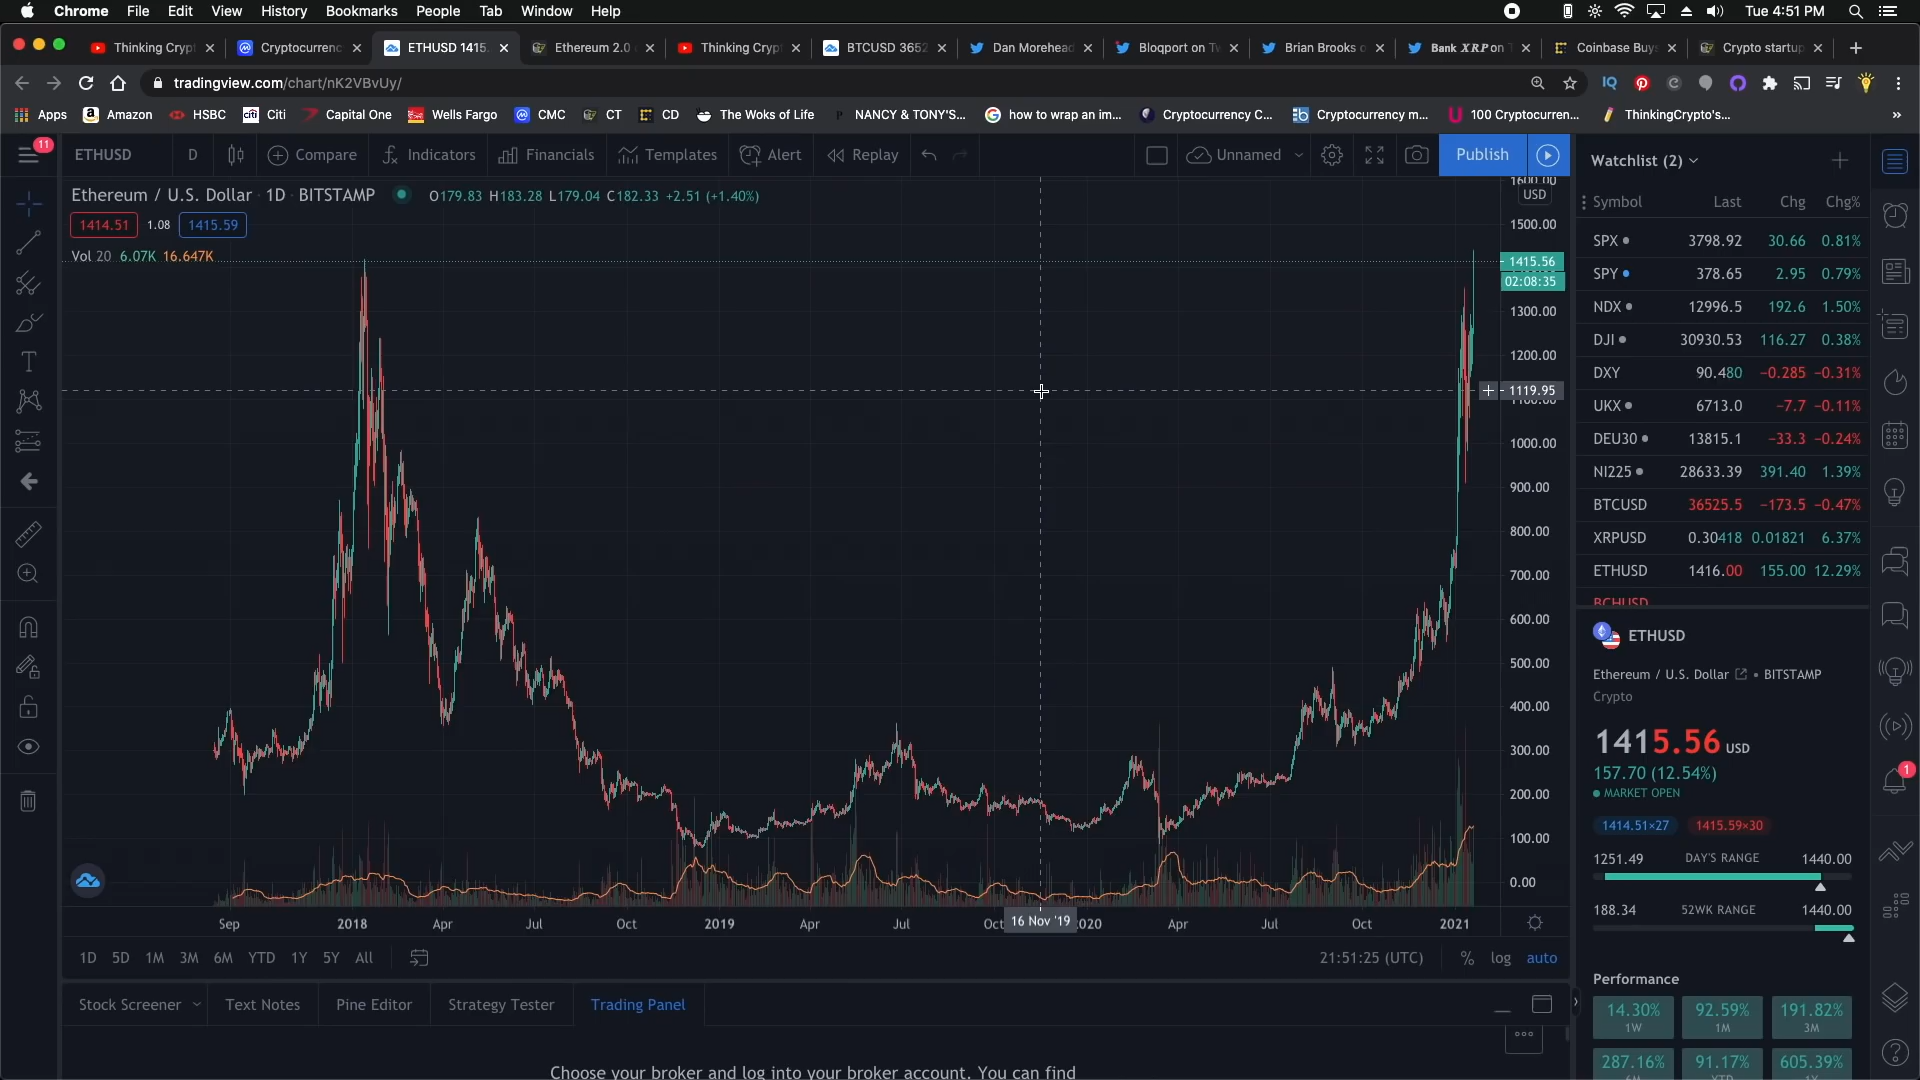 Chrome File Edit View History Bookmarks People Tab Window Help Tue 4:51 PM
Thinking Cryp Cryptocurrenc ETHUSD 1415. Ethereum 2.0 Thinking Cryp BTCUSD 3652 Dan Morehead Bloqport on Tw Brian Brooks o Bank XRP on T Coinbase Buys Crypto startup
tradingview.com/chart/nK2VBvUy/
Apps Amazon HSBC citi Citi Capital One Wells Fargo CMC CT CD The Woks of Life NANCY & TONY'S... how to wrap an im... Cryptocurrency C... Cryptocurrency m... 100 Cryptocurren... ThinkingCrypto's... »
11 ETHUSD D Compare Indicators Financials Templates Alert Replay Unnamed Publish Watchlist (2)
Ethereum / U.S. Dollar 1D BITSTAMP O179.83 H183.28 L179.04 C182.33 +2.51 (+1.40%)
1414.51 1.08 1415.59
Vol 20 6.07K 16.647K
1600.00
USD
1500.00
1415.56
02:08:35
1300.00
1200.00
1119.95
1100.00
1000.00
900.00
800.00
700.00
600.00
500.00
400.00
300.00
200.00
100.00
0.00
Sep 2018 Apr Jul Oct 2019 Apr Jul Oct 16 Nov '19 2020 Apr Jul Oct 2021
1D 5D 1M 3M 6M YTD 1Y 5Y All 21:51:25 (UTC) % log auto
Stock Screener Text Notes Pine Editor Strategy Tester Trading Panel
Choose your broker and log into your broker account. You can find
Symbol Last Chg Chg%
SPX 3798.92 30.66 0.81%
SPY 378.65 2.95 0.79%
NDX 12996.5 192.6 1.50%
DJI 30930.53 116.27 0.38%
DXY 90.480 -0.285 -0.31%
UKX 6713.0 -7.7 -0.11%
DEU30 13815.1 -33.3 -0.24%
NI225 28633.39 391.40 1.39%
BTCUSD 36525.5 -173.5 -0.47%
XRPUSD 0.30418 0.01821 6.37%
ETHUSD 1416.00 155.00 12.29%
BCHUSD
ETHUSD
Ethereum / U.S. Dollar • BITSTAMP
Crypto
1415.56 USD
157.70 (12.54%)
MARKET OPEN
1
1414.51×27 1415.59×30
1251.49 DAY'S RANGE 1440.00
188.34 52WK RANGE 1440.00
Performance
14.30% 92.59% 191.82%
1W 1M 3M
287.16% 91.17% 605.39%
6M YTD 1Y